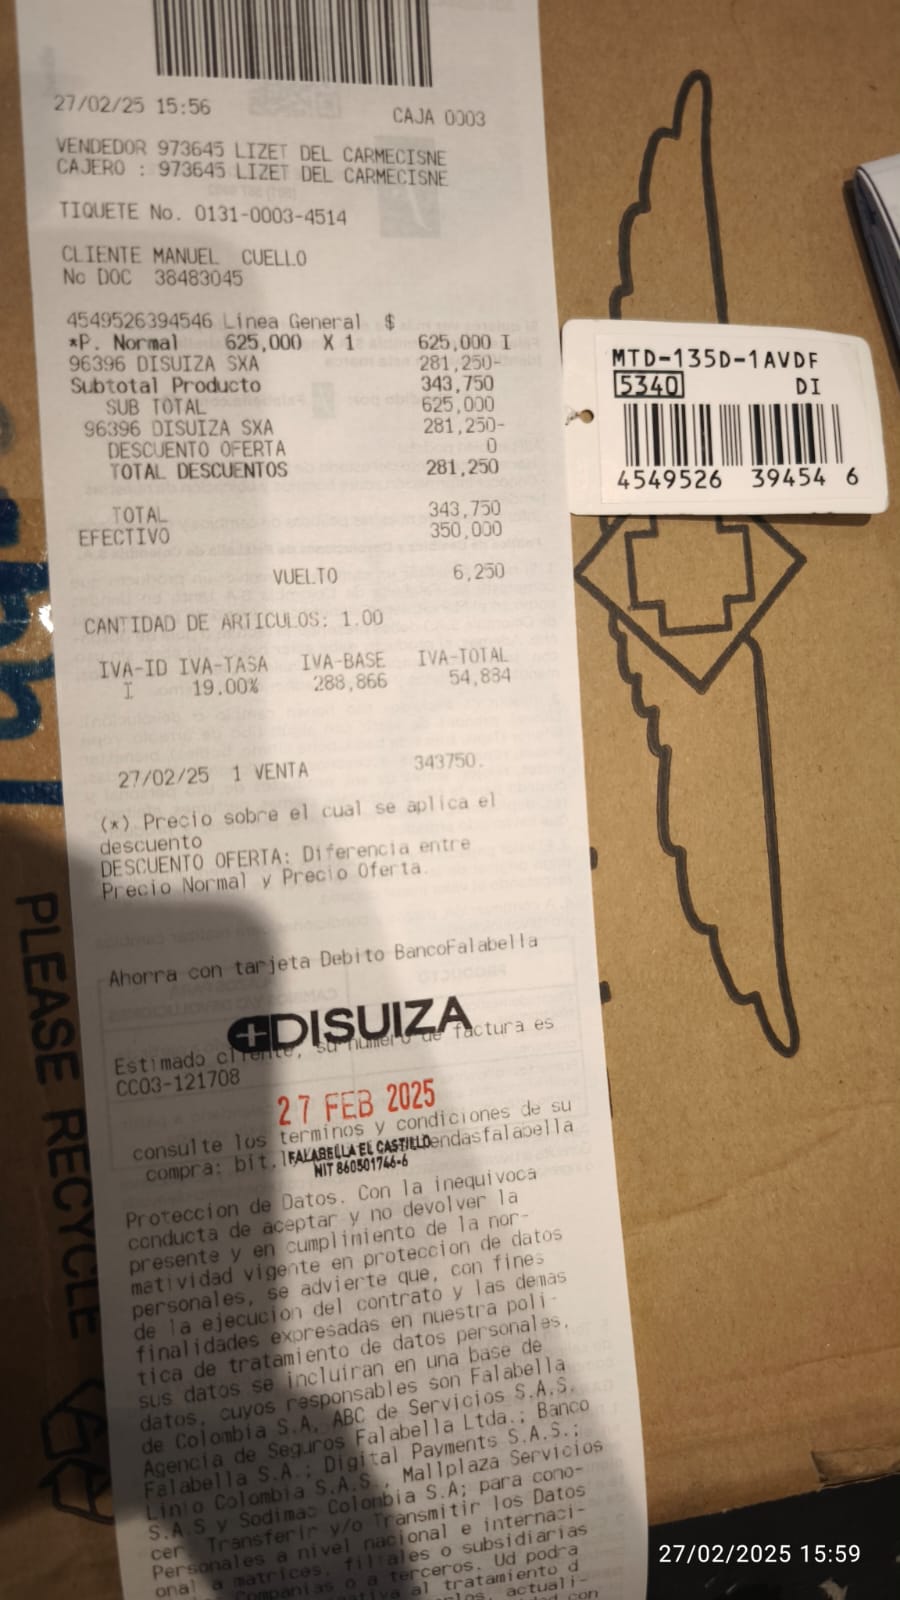 27/02/25 15:56 CAJA 0003
VENDEDOR 973645 LIZET DEL CARMECISNE
CAJERO : 973645 LIZET DEL CARMECISNE
TIQUETE No. 0131-0003-4514
CLIENTE MANUEL CUELLO
No DOC 38483045
4549526394546 Linea General $
*P. Normal 625,000 X 1 625,000 I
96396 DISUIZA SXA 281,250-
Subtotal Producto 343,750
SUB TOTAL 625,000
96396 DISUIZA SXA 281,250-
DESCUENTO OFERTA 0
TOTAL DESCUENTOS 281,250
TOTAL 343,750
EFECTIVO 350,000
VUELTO 6,250
CANTIDAD DE ARTICULOS: 1.00
IVA-ID IVA-TASA IVA-BASE IVA-TOTAL
I 19.00% 288,866 54,884
27/02/25 1 VENTA 343750.
(*) Precio sobre el cual se aplica el
descuento
DESCUENTO OFERTA: Diferencia entre
Precio Normal y Precio Oferta.
Ahorra con tarjeta Debito BancoFalabella
DISUIZA
Estimado cliente, su numero de factura es
CC03-121708
27 FEB 2025
consulte los terminos y condiciones de su
compra: bit. endasfalabella
FALABELLA EL CASTILLO
NIT 860501746-6
Proteccion de Datos. Con la inequivoca
conducta de aceptar y no devolver la
presente y en cumplimiento de la nor-
matividad vigente en proteccion de datos
personales, se advierte que, con fines
de la ejecucion del contrato y las demas
finalidades expresadas en nuestra poli-
tica de tratamiento de datos personales,
sus datos se incluiran en una base de
datos, cuyos responsables son Falabella
de Colombia S.A, ABC de Servicios S.A.S,
Agencia de Seguros Falabella Ltda.; Banco
Falabella S.A.; Digital Payments S.A.S.;
Linio Colombia S.A.S., Mallplaza Servicios
S.A.S y Sodimac Colombia S.A; para cono-
cer, Transferir y/o Transmitir los Datos
Personales a nivel nacional e internaci-
onal a matrices, filiales o subsidiarias
o a terceros. Ud podra
al tratamiento d
actuali-
con
MTD-135D-1AVDF
5340 DI
4549526 39454 6
PLEASE RECYCLE
27/02/2025 15:59